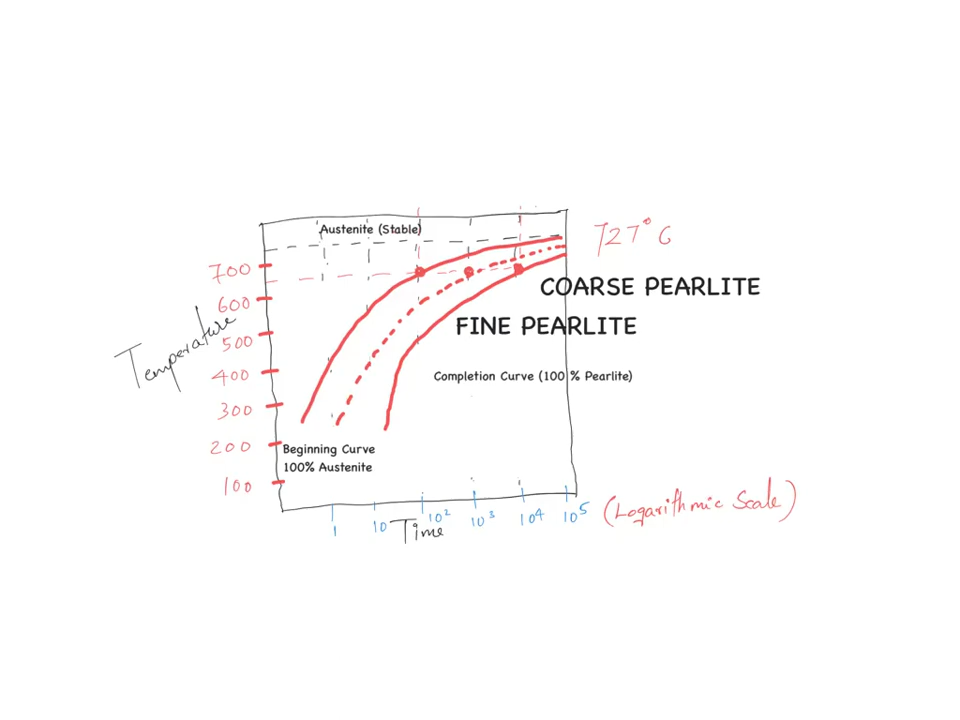 Austenite (Stable)
727°C
700
COARSE PEARLITE
600
FINE PEARLITE
Temperature
500
400
Completion Curve (100 % Pearlite)
300
200
Beginning Curve
100% Austenite
100
1
10
10²
10³
10⁴
10⁵
(Logarithmic Scale)
Time